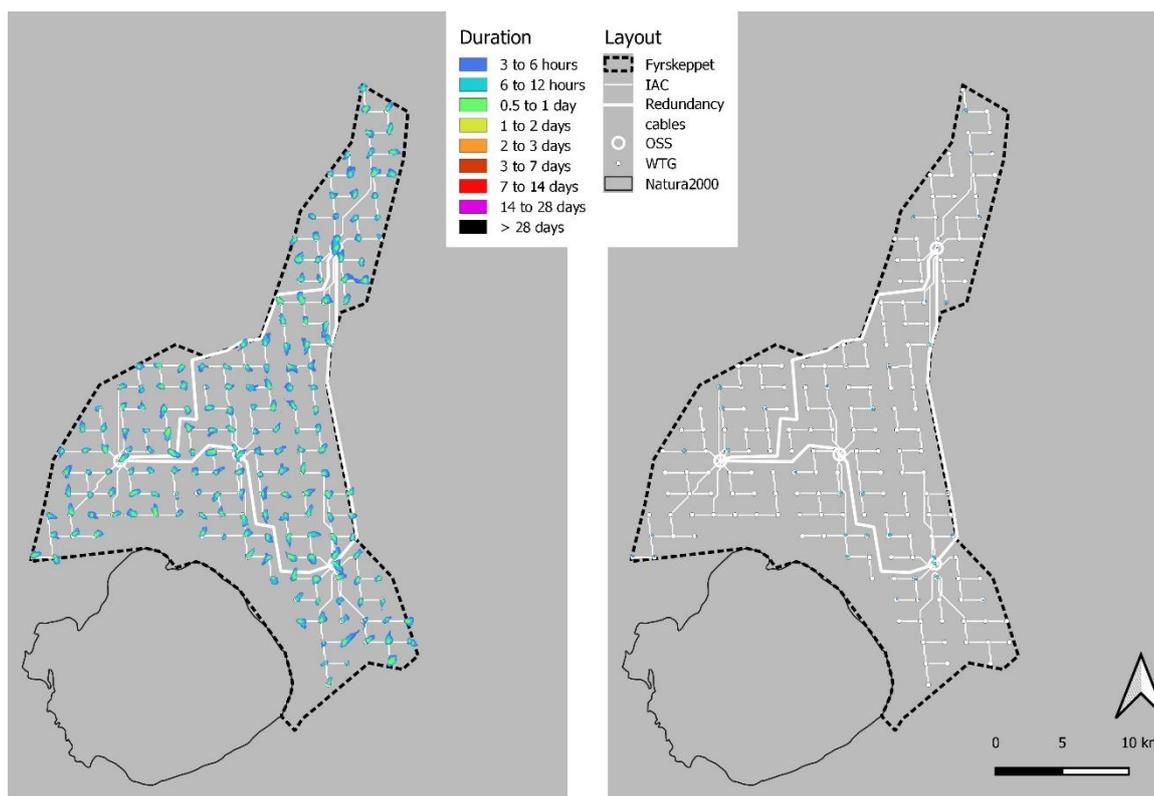 Duration
3 to 6 hours
6 to 12 hours
0.5 to 1 day
1 to 2 days
2 to 3 days
3 to 7 days
7 to 14 days
14 to 28 days
> 28 days
Layout
Fyrskeppet
IAC
Redundancy
cables
OSS
WTG
Natura2000
0 5 10 km